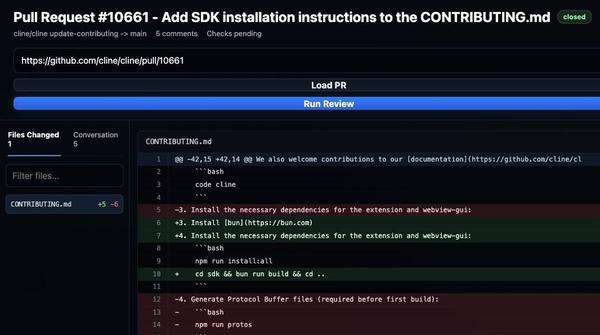 Pull Request #10661 - Add SDK installation instructions to the CONTRIBUTING.md closed
cline/cline update-contributing -> main 5 comments Checks pending
https://github.com/cline/cline/pull/10661
Load PR
Run Review
Files Changed 1
Conversation 5
Filter files...
CONTRIBUTING.md +5 -6
CONTRIBUTING.md
1 @@ -42,15 +42,14 @@ We also welcome contributions to our [documentation](https://github.com/cline/cl
2 ```bash
3 code cline
4 ```
5 -3. Install the necessary dependencies for the extension and webview-gui:
6 +3. Install [bun](https://bun.com)
7 +4. Install the necessary dependencies for the extension and webview-gui:
8 ```bash
9 npm run install:all
10 + cd sdk && bun run build && cd ..
11 ```
12 -4. Generate Protocol Buffer files (required before first build):
13 - ```bash
14 - npm run protos